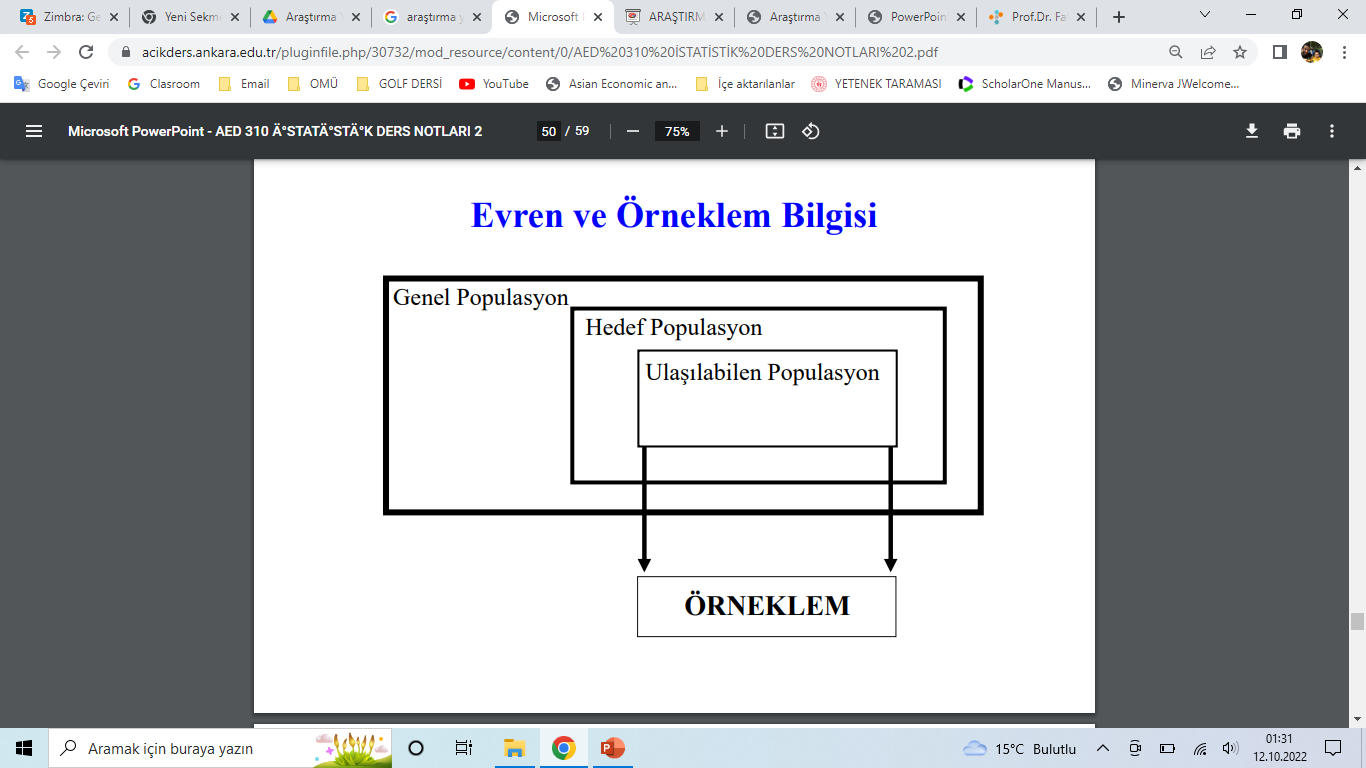 Zimbra: Ge
Yeni Sekme
Araştırma Y
araştırma y
Microsoft
ARAŞTIRM
Araştırma
PowerPoin
Prof.Dr. Fa
acikders.ankara.edu.tr/pluginfile.php/30732/mod_resource/content/0/AED%20310%20İSTATİSTİK%20DERS%20NOTLARI%202.pdf
Google Çeviri Clasroom Email OMÜ GOLF DERSİ YouTube Asian Economic an... İçe aktarılanlar YETENEK TARAMASI ScholarOne Manus... Minerva JWelcome...
Microsoft PowerPoint - AED 310 Ä°STATÄ°STÄ°K DERS NOTLARI 2 50 / 59 75%
Evren ve Örneklem Bilgisi
Genel Populasyon
Hedef Populasyon
Ulaşılabilen Populasyon
ÖRNEKLEM
Aramak için buraya yazın
15°C Bulutlu
01:31
12.10.2022